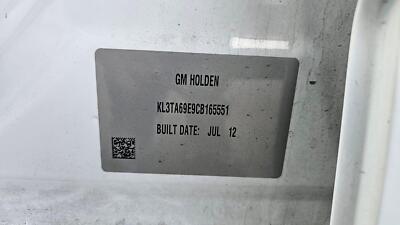 GM HOLDEN
KL3TA69E9CB165551
BUILT DATE: JUL 12